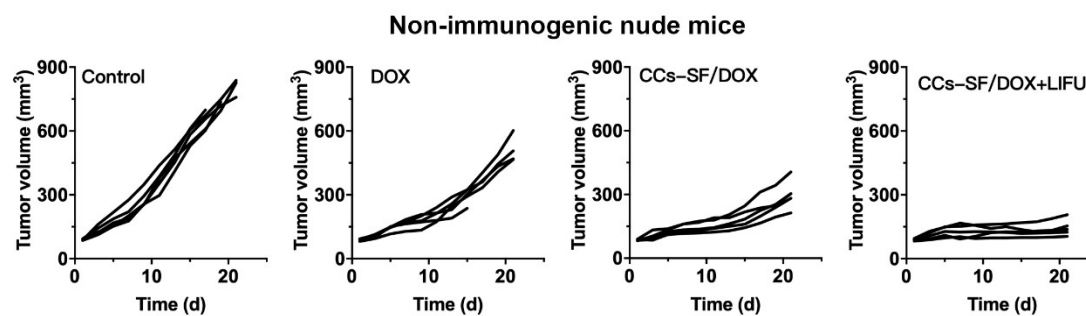 Non-immunogenic nude mice
Control
DOX
CCs–SF/DOX
CCs–SF/DOX+LIFU
Tumor volume (mm³)
900
600
300
0
0
10
20
Time (d)
Tumor volume (mm³)
900
600
300
0
0
10
20
Time (d)
Tumor volume (mm³)
900
600
300
0
0
10
20
Time (d)
Tumor volume (mm³)
900
600
300
0
0
10
20
Time (d)